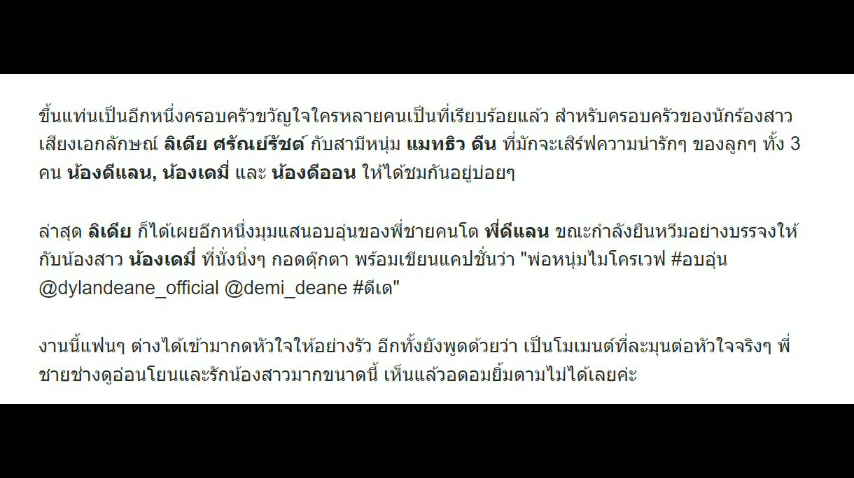 ขึ้นแท่นเป็นอีกหนึ่งครอบครัวขวัญใจใครหลายคนเป็นที่เรียบร้อยแล้ว สำหรับครอบครัวของนักร้องสาว
เสียงเอกลักษณ์ ลิเดีย ศรัณย์รัชต์ กับสามีหนุ่ม แมทธิว ดีน ที่มักจะเสิร์ฟความน่ารักๆ ของลูกๆ ทั้ง 3
คน น้องดีแลน, น้องเดมี่ และ น้องดีออน ให้ได้ชมกันอยู่บ่อยๆ
ล่าสุด ลิเดีย ก็ได้เผยอีกหนึ่งมุมแสนอบอุ่นของพี่ชายคนโต พี่ดีแลน ขณะกำลังยืนหวีผมอย่างบรรจงให้
กับน้องสาว น้องเดมี่ ที่นั่งนิ่งๆ กอดตุ๊กตา พร้อมเขียนแคปชั่นว่า "พ่อหนุ่มไมโครเวฟ #อบอุ่น
@dylandeane_official @demi_deane #ดีเด"
งานนี้แฟนๆ ต่างได้เข้ามากดหัวใจให้อย่างรัว อีกทั้งยังพูดด้วยว่า เป็นโมเมนต์ที่ละมุนต่อหัวใจจริงๆ พี่
ชายช่างดูอ่อนโยนและรักน้องสาวมากขนาดนี้ เห็นแล้วอดอมยิ้มตามไม่ได้เลยค่ะ